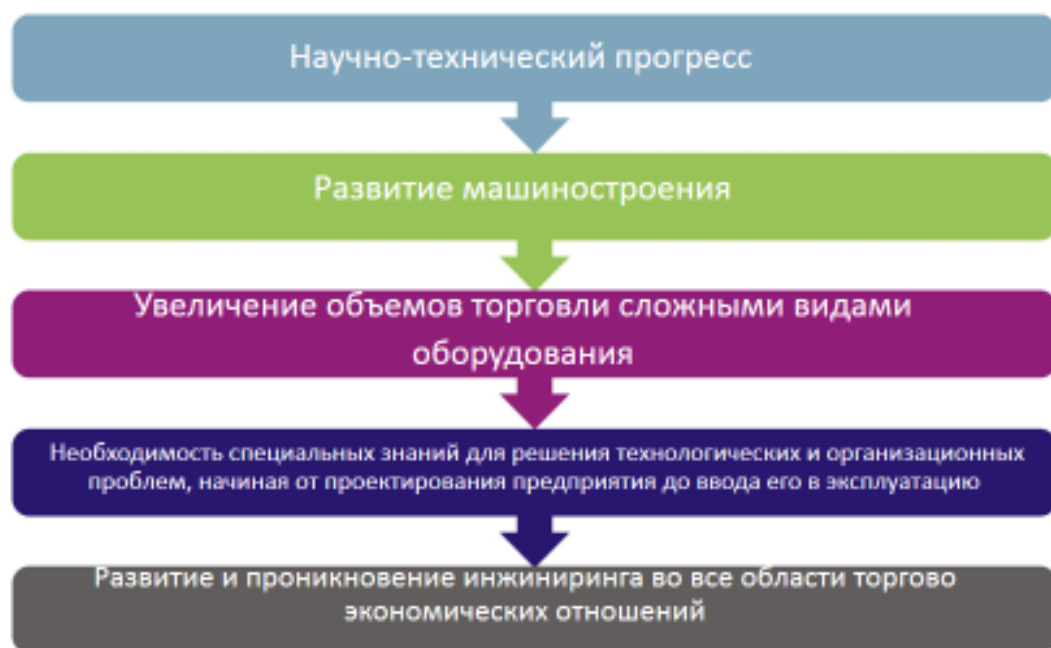 Научно-технический прогресс
Развитие машиностроения
Увеличение объемов торговли сложными видами
оборудования
Необходимость специальных знаний для решения технологических и организационных
проблем, начиная от проектирования предприятия до ввода его в эксплуатацию
Развитие и проникновение инжиниринга во все области торгово
экономических отношений